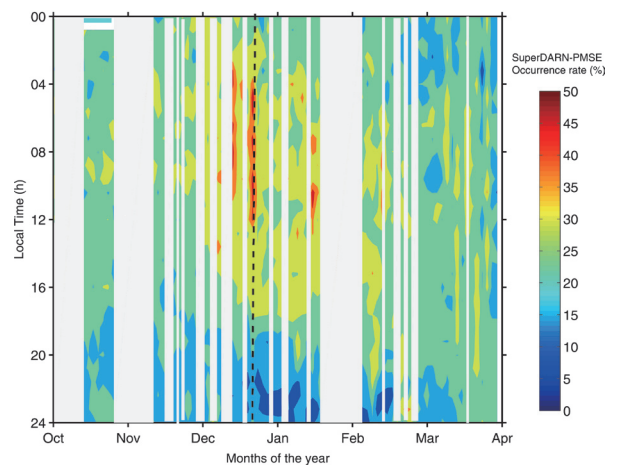 SuperDARN-PMSE
Occurrence rate (%)
00
04
08
12
16
20
24
Local Time (h)
Oct
Nov
Dec
Jan
Feb
Mar
Apr
Months of the year
50
45
40
35
30
25
20
15
10
5
0